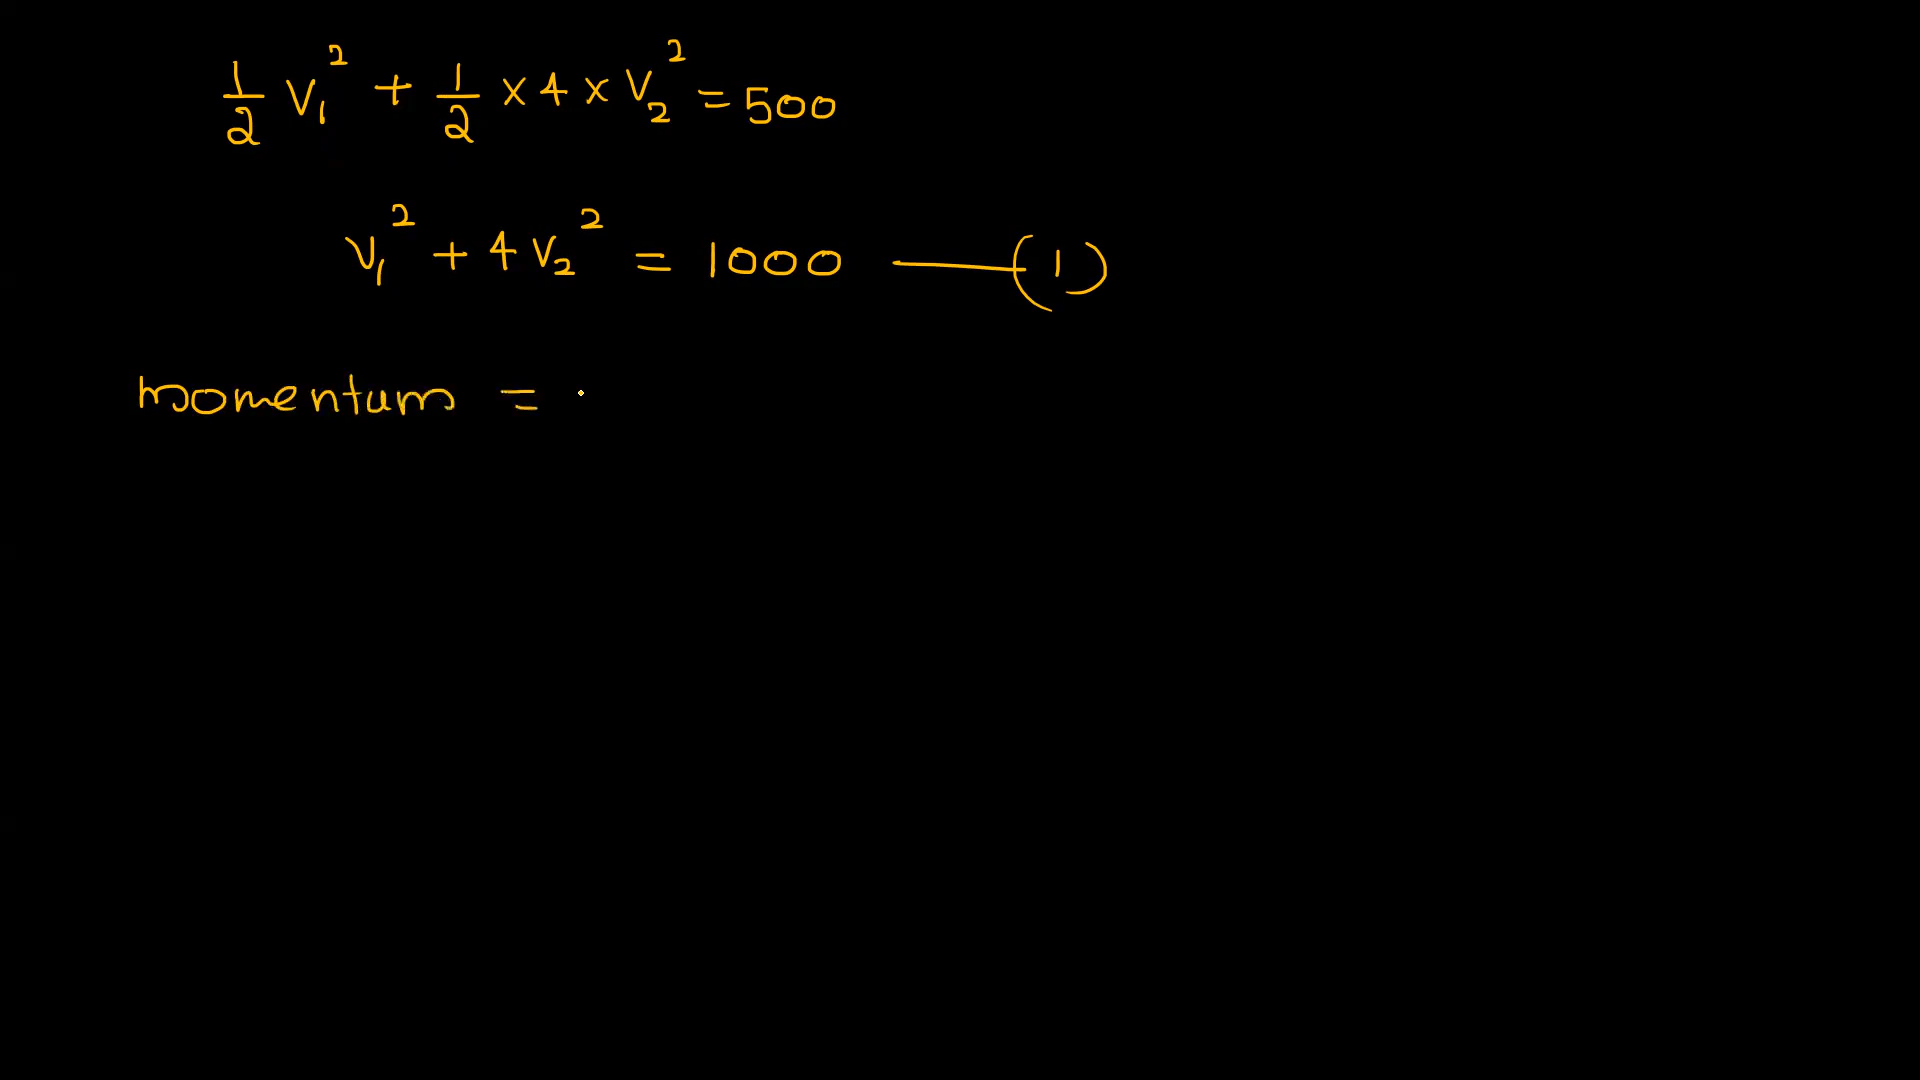 1/2 V₁² + 1/2 × 4 × V₂² = 500
V₁² + 4 V₂² = 1000 —— (1)
momentum =